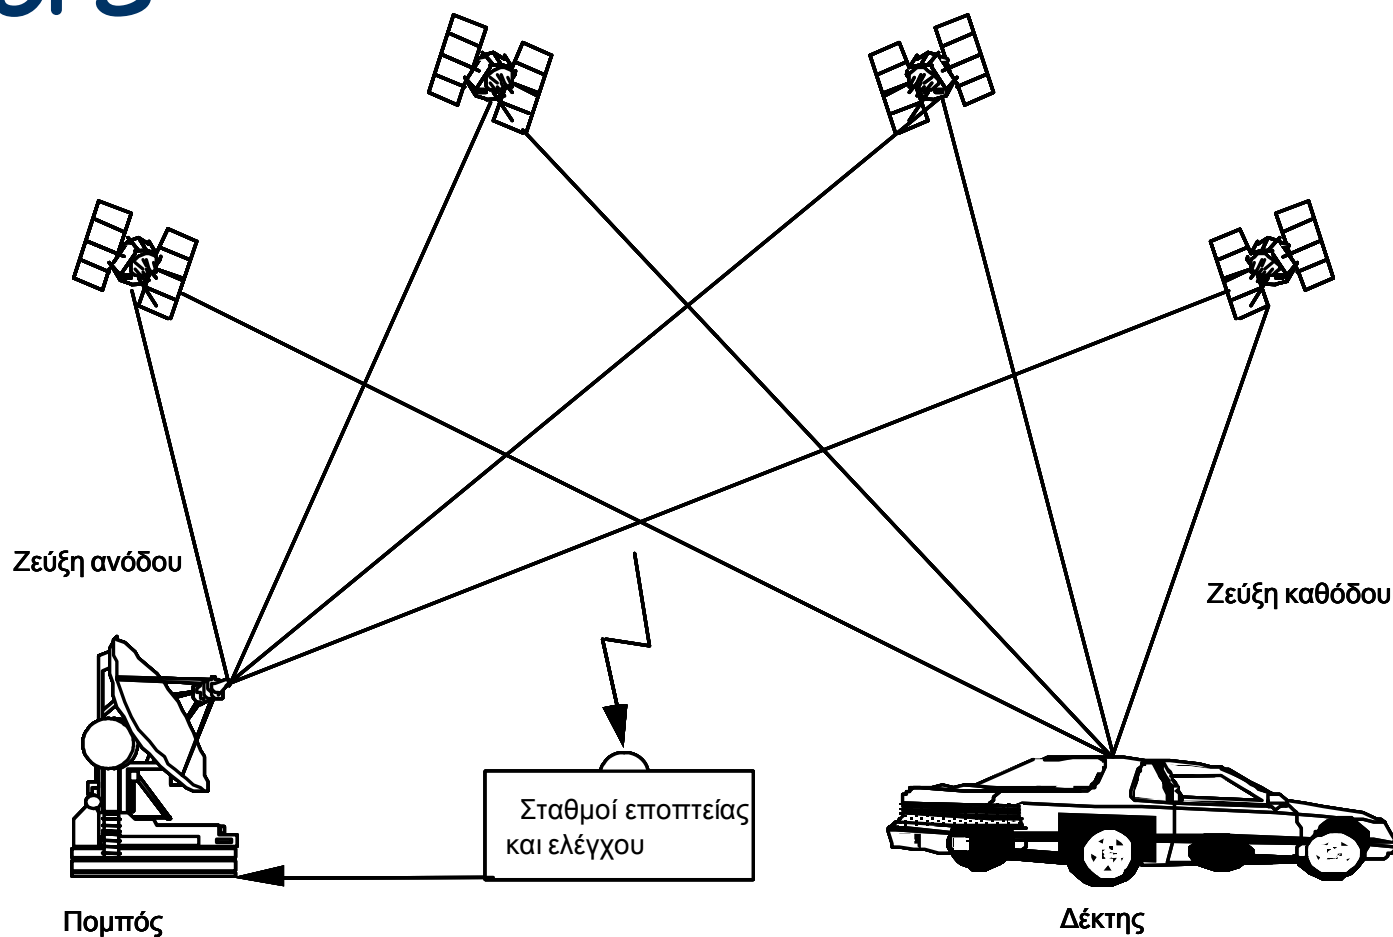 Ζεύξη ανόδου
Ζεύξη καθόδου
Σταθμοί εποπτείας
και ελέγχου
Πομπός
Δέκτης